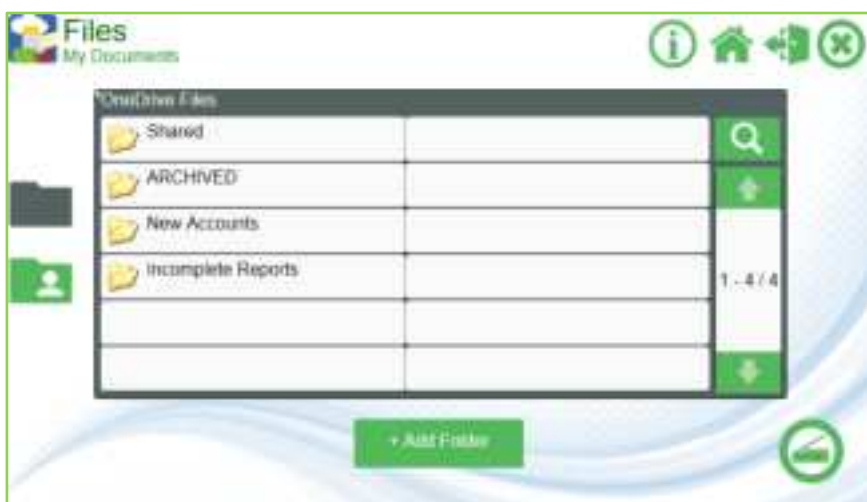 Files
My Documents
OneDrive Files
Shared
ARCHIVED
New Accounts
Incomplete Reports
1 - 4 / 4
+ Add Folder